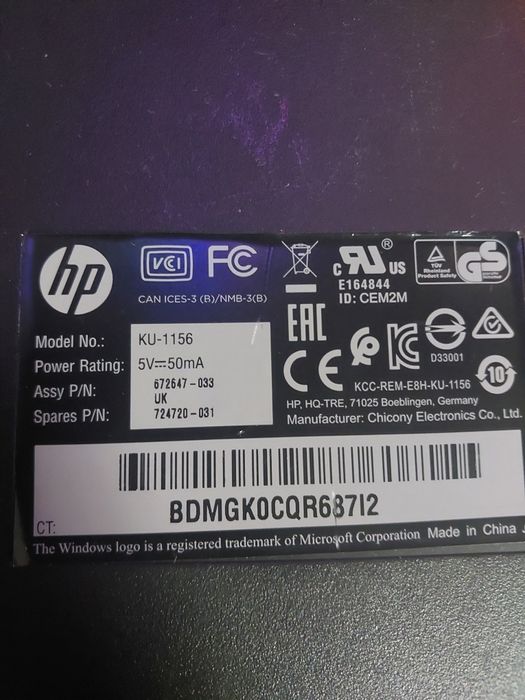 hp
VCI FC
c RU US ®
TÜV
Rheinland
Product Safety
GS
CAN ICES-3 (B)/NMB-3(B)
E164844
ID: CEM2M
EAC
D33001
Model No.: KU-1156
Power Rating: 5V⎓50mA
Assy P/N: 672647-033
UK
Spares P/N: 724720-031
CE
KCC-REM-E8H-KU-1156
10
HP, HQ-TRE, 71025 Boeblingen, Germany
Manufacturer: Chicony Electronics Co., Ltd.
BDMGK0CQR687I2
CT:
The Windows logo is a registered trademark of Microsoft Corporation Made in China